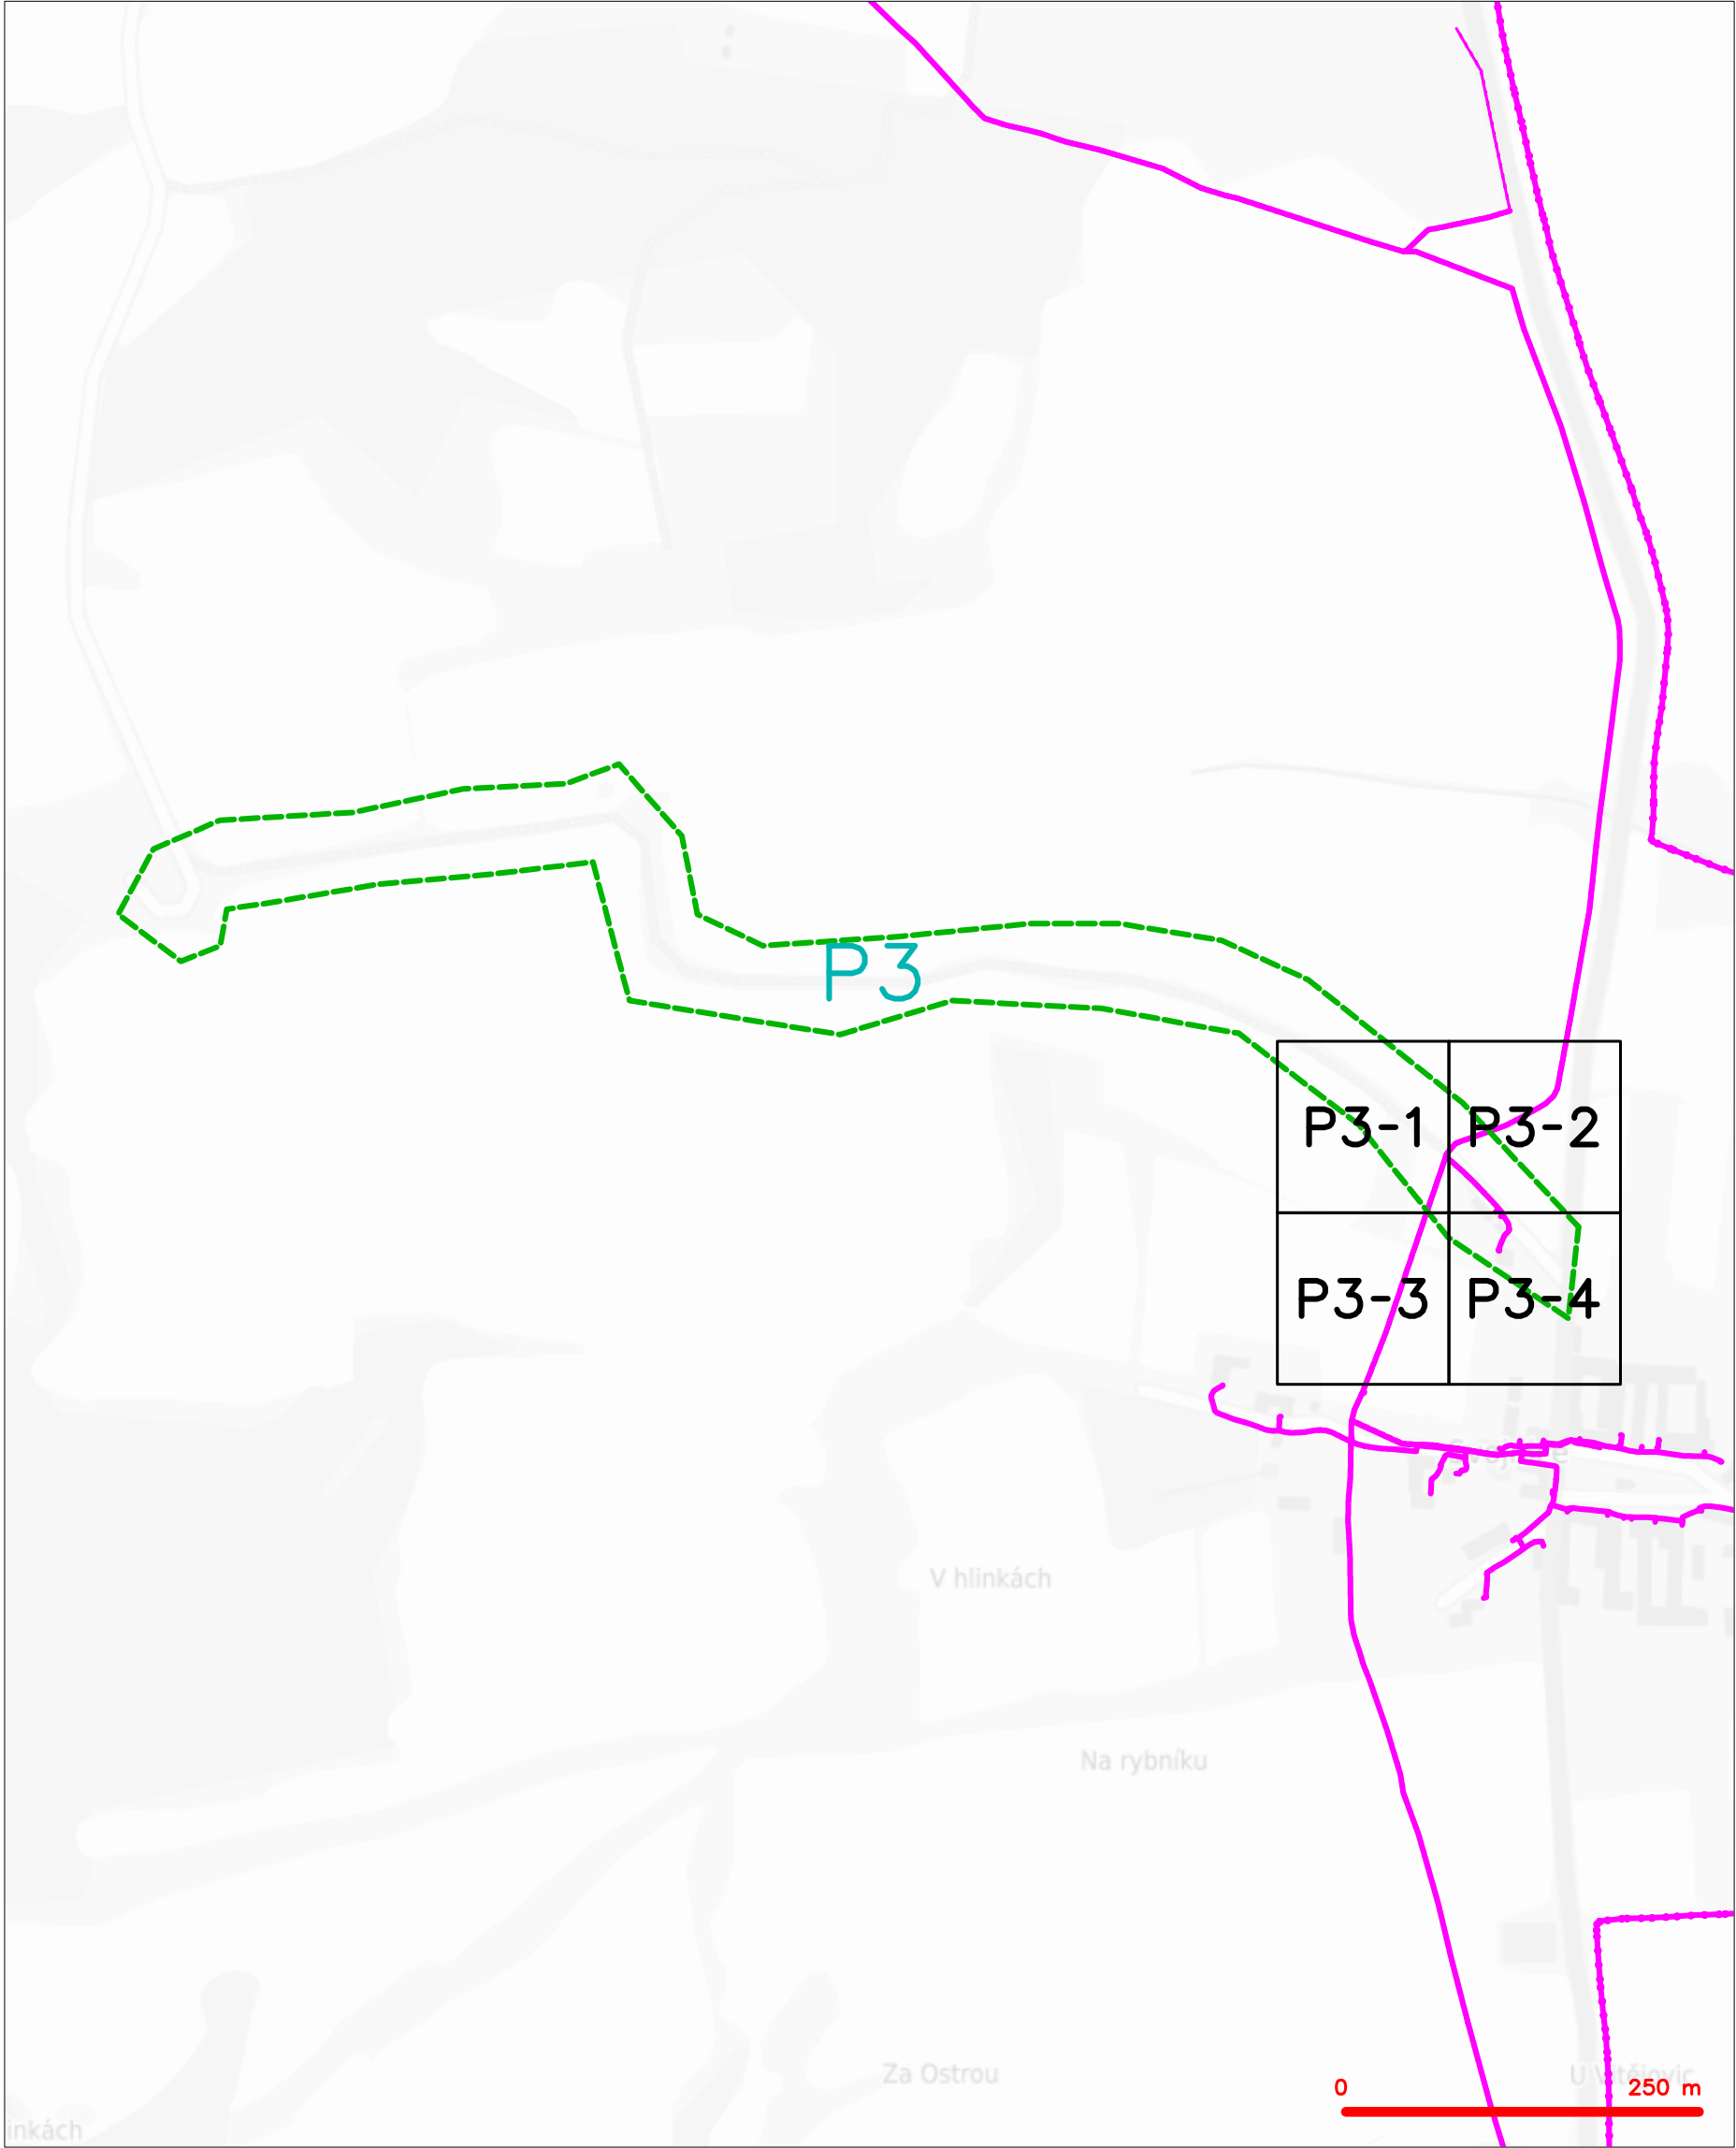 P3
P3-1 P3-2
P3-3 P3-4
V hlinkách
Na rybníku
Za Ostrou
0 250 m
inkách